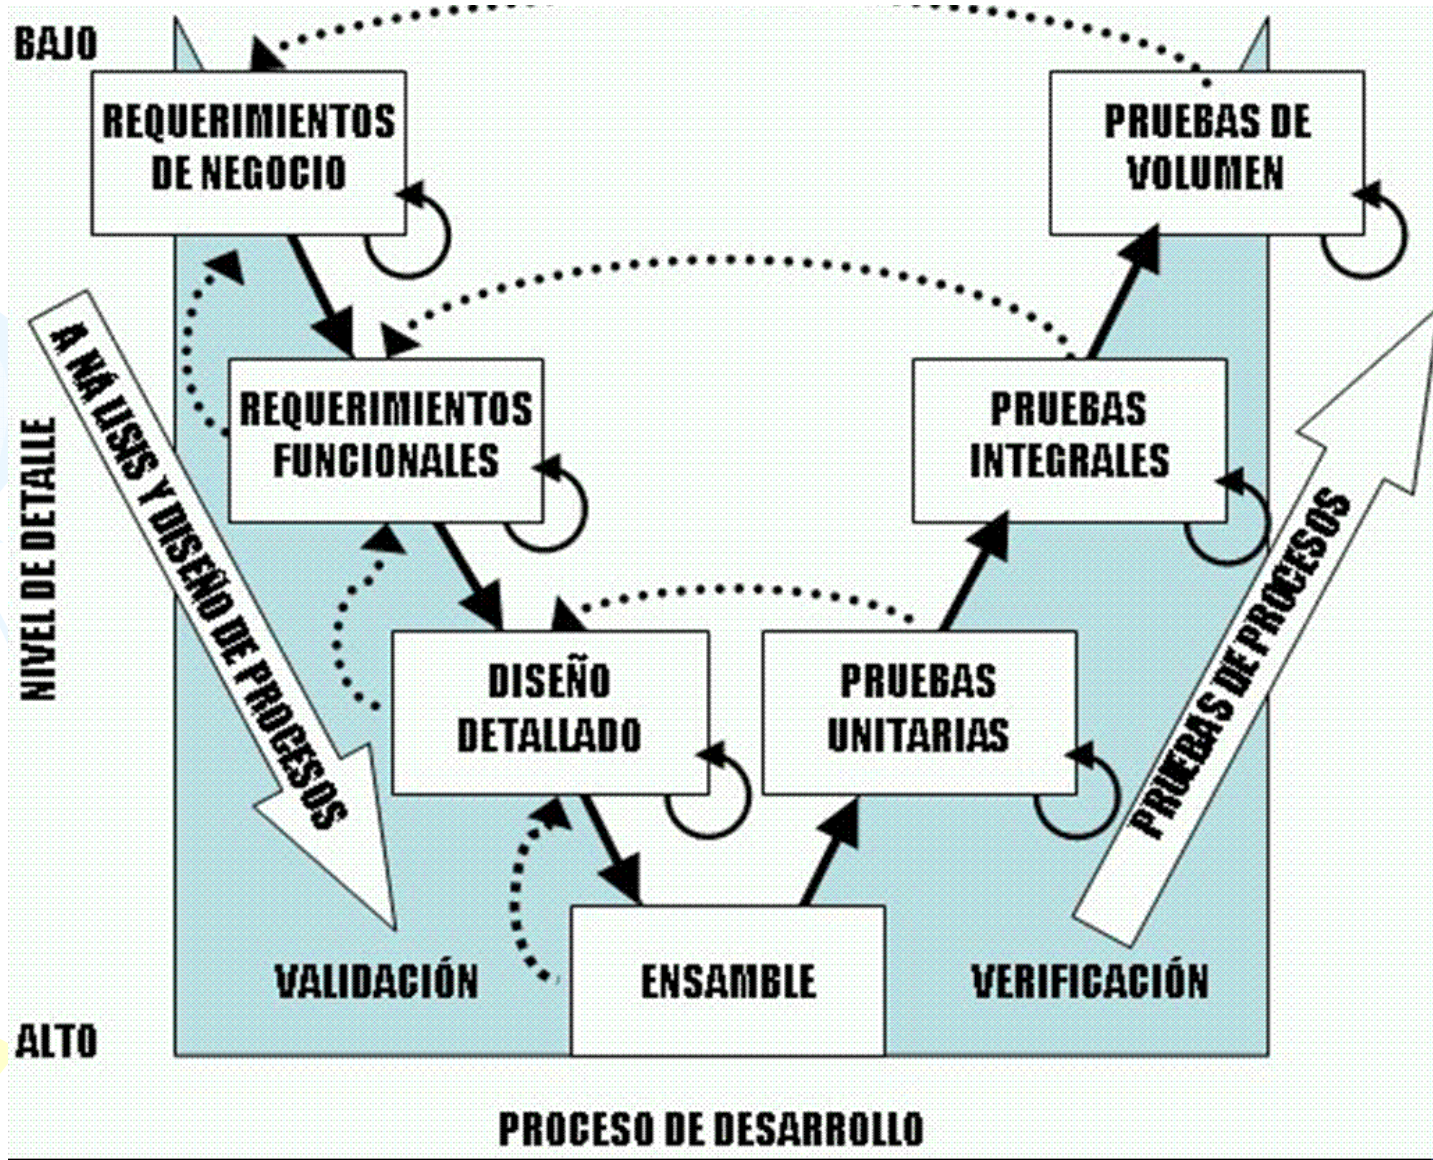 BAJO
REQUERIMIENTOS
DE NEGOCIO
PRUEBAS DE
VOLUMEN
REQUERIMIENTOS
FUNCIONALES
PRUEBAS
INTEGRALES
NIVEL DE DETALLE
A NÁ LISIS Y DISEÑO DE PROCESOS
PRUEBAS DE PROCESOS
DISEÑO
DETALLADO
PRUEBAS
UNITARIAS
VALIDACIÓN
ENSAMBLE
VERIFICACIÓN
ALTO
PROCESO DE DESARROLLO